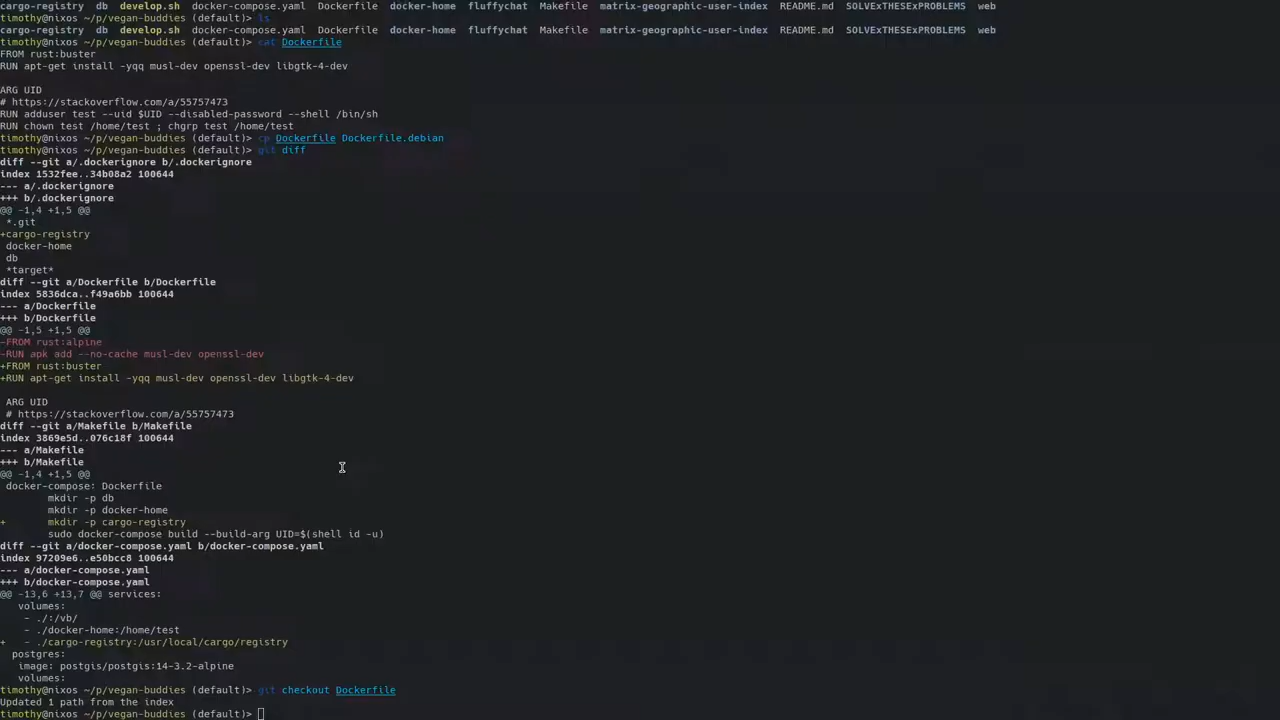 cargo-registry  db  develop.sh  docker-compose.yaml  Dockerfile  docker-home  fluffychat  Makefile  matrix-geographic-user-index  README.md  SOLVExTHESExPROBLEMS  web
timothy@nixos ~/p/vegan-buddies (default)> ls
cargo-registry  db  develop.sh  docker-compose.yaml  Dockerfile  docker-home  fluffychat  Makefile  matrix-geographic-user-index  README.md  SOLVExTHESExPROBLEMS  web
timothy@nixos ~/p/vegan-buddies (default)> cat Dockerfile
FROM rust:buster
RUN apt-get install -yqq musl-dev openssl-dev libgtk-4-dev

ARG UID
# https://stackoverflow.com/a/55757473
RUN adduser test --uid $UID --disabled-password --shell /bin/sh
RUN chown test /home/test ; chgrp test /home/test
timothy@nixos ~/p/vegan-buddies (default)> cp Dockerfile Dockerfile.debian
timothy@nixos ~/p/vegan-buddies (default)> git diff
diff --git a/.dockerignore b/.dockerignore
index 1532fee..34b08a2 100644
--- a/.dockerignore
+++ b/.dockerignore
@@ -1,4 +1,5 @@
 *.git
+cargo-registry
 docker-home
 db
 *target*
diff --git a/Dockerfile b/Dockerfile
index 5836dca..f49a6bb 100644
--- a/Dockerfile
+++ b/Dockerfile
@@ -1,5 +1,5 @@
-FROM rust:alpine
-RUN apk add --no-cache musl-dev openssl-dev
+FROM rust:buster
+RUN apt-get install -yqq musl-dev openssl-dev libgtk-4-dev

 ARG UID
 # https://stackoverflow.com/a/55757473
diff --git a/Makefile b/Makefile
index 3869e5d..076c18f 100644
--- a/Makefile
+++ b/Makefile
@@ -1,4 +1,5 @@
 docker-compose: Dockerfile
        mkdir -p db
        mkdir -p docker-home
+       mkdir -p cargo-registry
        sudo docker-compose build --build-arg UID=$(shell id -u)
diff --git a/docker-compose.yaml b/docker-compose.yaml
index 97209e6..e50bcc8 100644
--- a/docker-compose.yaml
+++ b/docker-compose.yaml
@@ -13,6 +13,7 @@ services:
   volumes:
     - ./:/vb/
     - ./docker-home:/home/test
+    - ./cargo-registry:/usr/local/cargo/registry
   postgres:
     image: postgis/postgis:14-3.2-alpine
     volumes:
timothy@nixos ~/p/vegan-buddies (default)> git checkout Dockerfile
Updated 1 path from the index
timothy@nixos ~/p/vegan-buddies (default)>